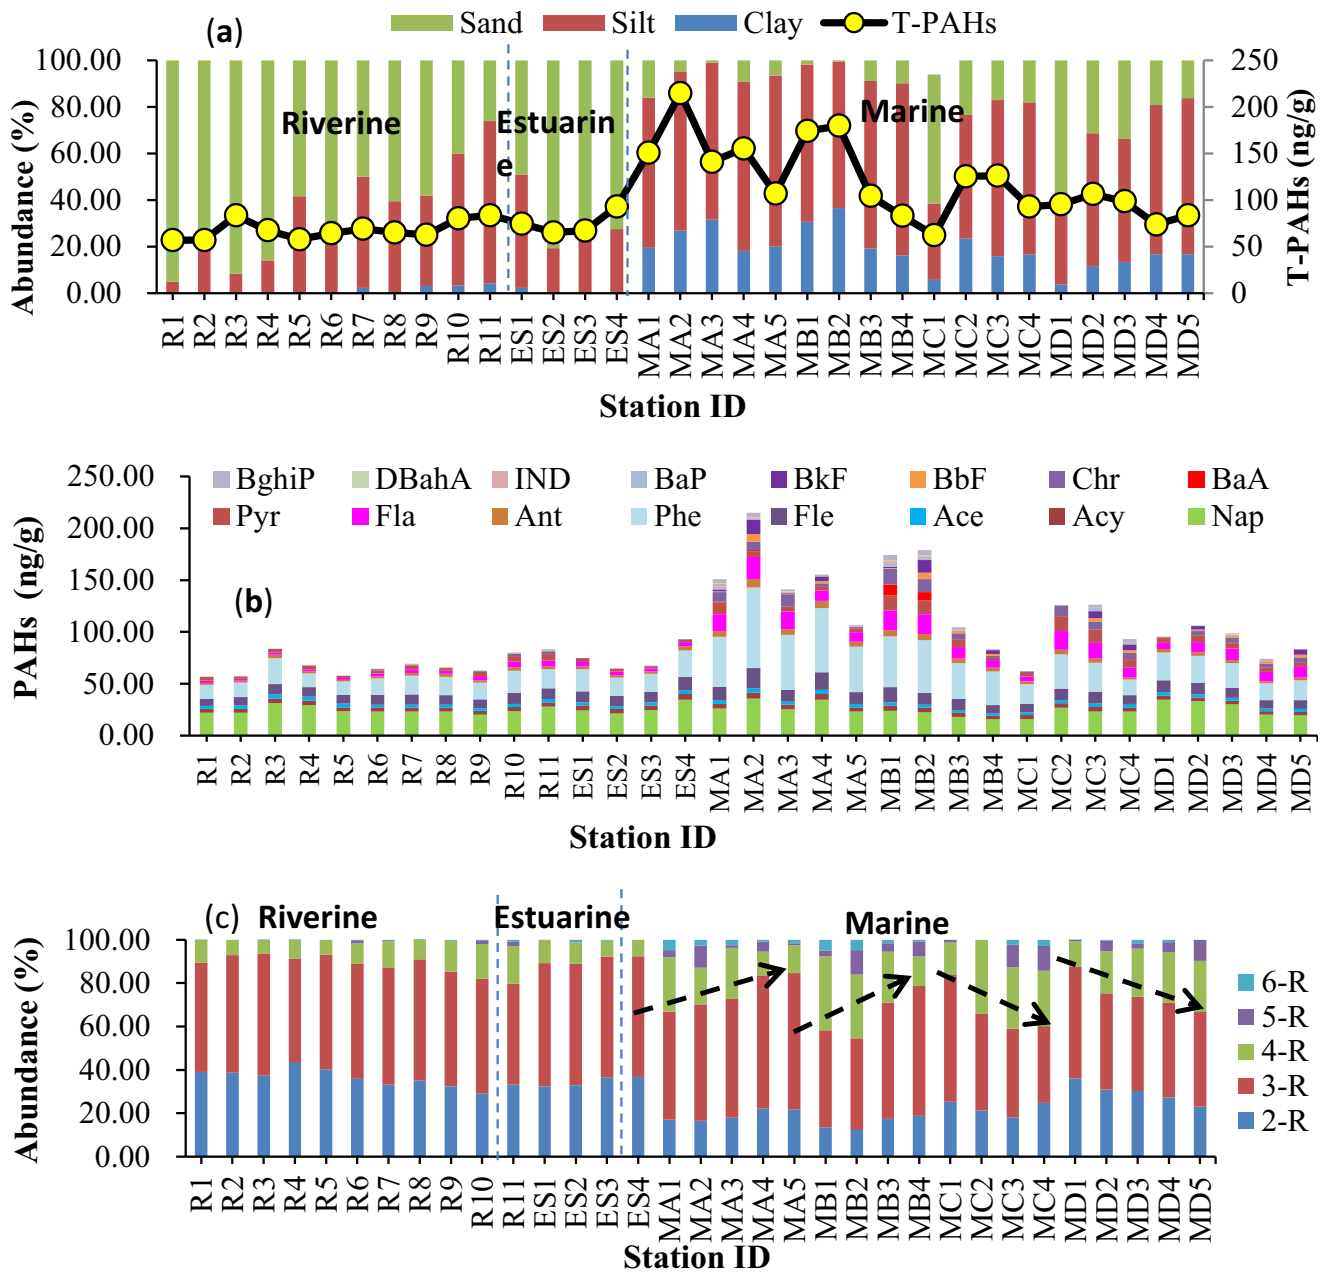 (a)
Sand Silt Clay T-PAHs
100.00
80.00
60.00
40.00
20.00
0.00
Abundance (%)
250
200
150
100
50
0
T-PAHs (ng/g)
Riverine
Estuarin
e
Marine
R1 R2 R3 R4 R5 R6 R7 R8 R9 R10 R11 ES1 ES2 ES3 ES4 MA1 MA2 MA3 MA4 MA5 MB1 MB2 MB3 MB4 MC1 MC2 MC3 MC4 MD1 MD2 MD3 MD4 MD5
Station ID
250.00
200.00
150.00
100.00
50.00
0.00
PAHs (ng/g)
BghiP DBahA IND BaP BkF BbF Chr BaA
Pyr Fla Ant Phe Fle Ace Acy Nap
(b)
R1 R2 R3 R4 R5 R6 R7 R8 R9 R10 R11 ES1 ES2 ES3 ES4 MA1 MA2 MA3 MA4 MA5 MB1 MB2 MB3 MB4 MC1 MC2 MC3 MC4 MD1 MD2 MD3 MD4 MD5
Station ID
(c) Riverine Estuarine Marine
100.00
80.00
60.00
40.00
20.00
0.00
Abundance (%)
6-R
5-R
4-R
3-R
2-R
R1 R2 R3 R4 R5 R6 R7 R8 R9 R10 R11 ES1 ES2 ES3 ES4 MA1 MA2 MA3 MA4 MA5 MB1 MB2 MB3 MB4 MC1 MC2 MC3 MC4 MD1 MD2 MD3 MD4 MD5
Station ID